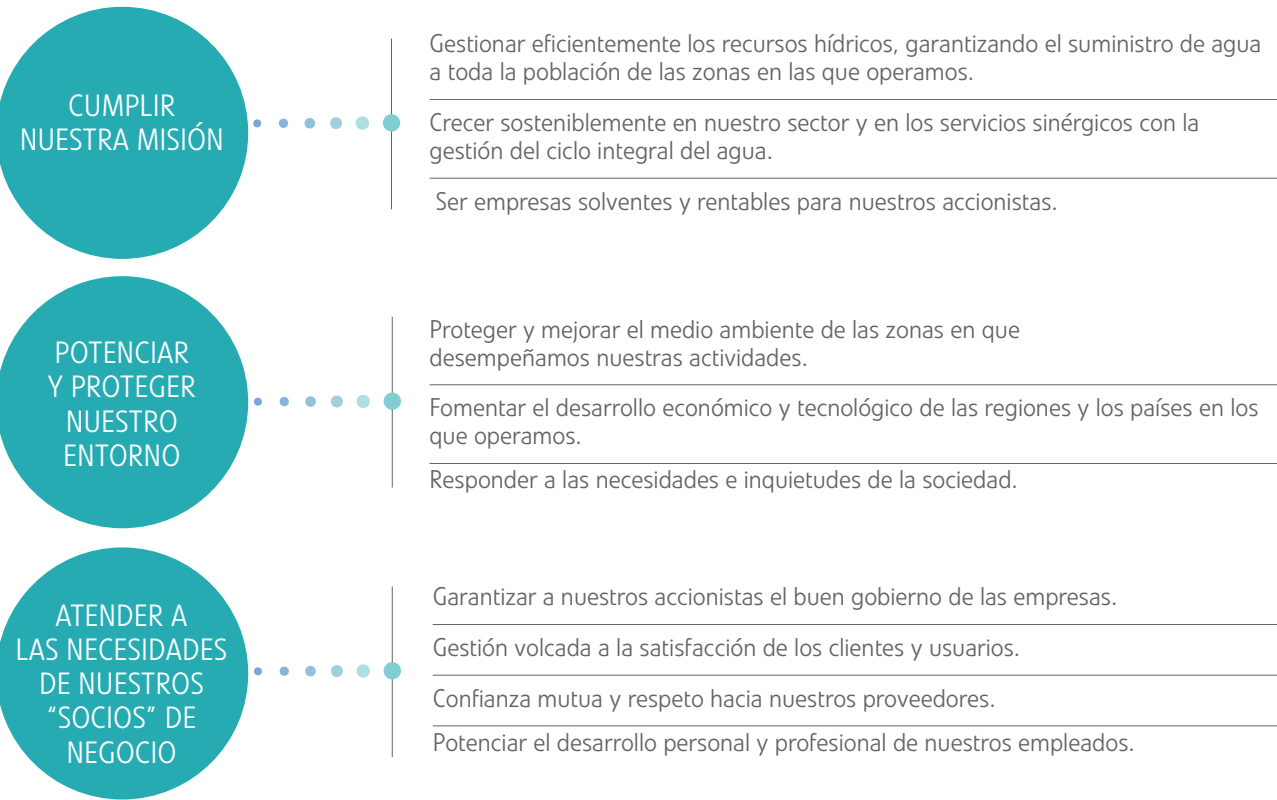 CUMPLIR
NUESTRA MISIÓN
Gestionar eficientemente los recursos hídricos, garantizando el suministro de agua
a toda la población de las zonas en las que operamos.
Crecer sosteniblemente en nuestro sector y en los servicios sinérgicos con la
gestión del ciclo integral del agua.
Ser empresas solventes y rentables para nuestros accionistas.
POTENCIAR
Y PROTEGER
NUESTRO
ENTORNO
Proteger y mejorar el medio ambiente de las zonas en que
desempeñamos nuestras actividades.
Fomentar el desarrollo económico y tecnológico de las regiones y los países en los
que operamos.
Responder a las necesidades e inquietudes de la sociedad.
ATENDER A
LAS NECESIDADES
DE NUESTROS
“SOCIOS” DE
NEGOCIO
Garantizar a nuestros accionistas el buen gobierno de las empresas.
Gestión volcada a la satisfacción de los clientes y usuarios.
Confianza mutua y respeto hacia nuestros proveedores.
Potenciar el desarrollo personal y profesional de nuestros empleados.